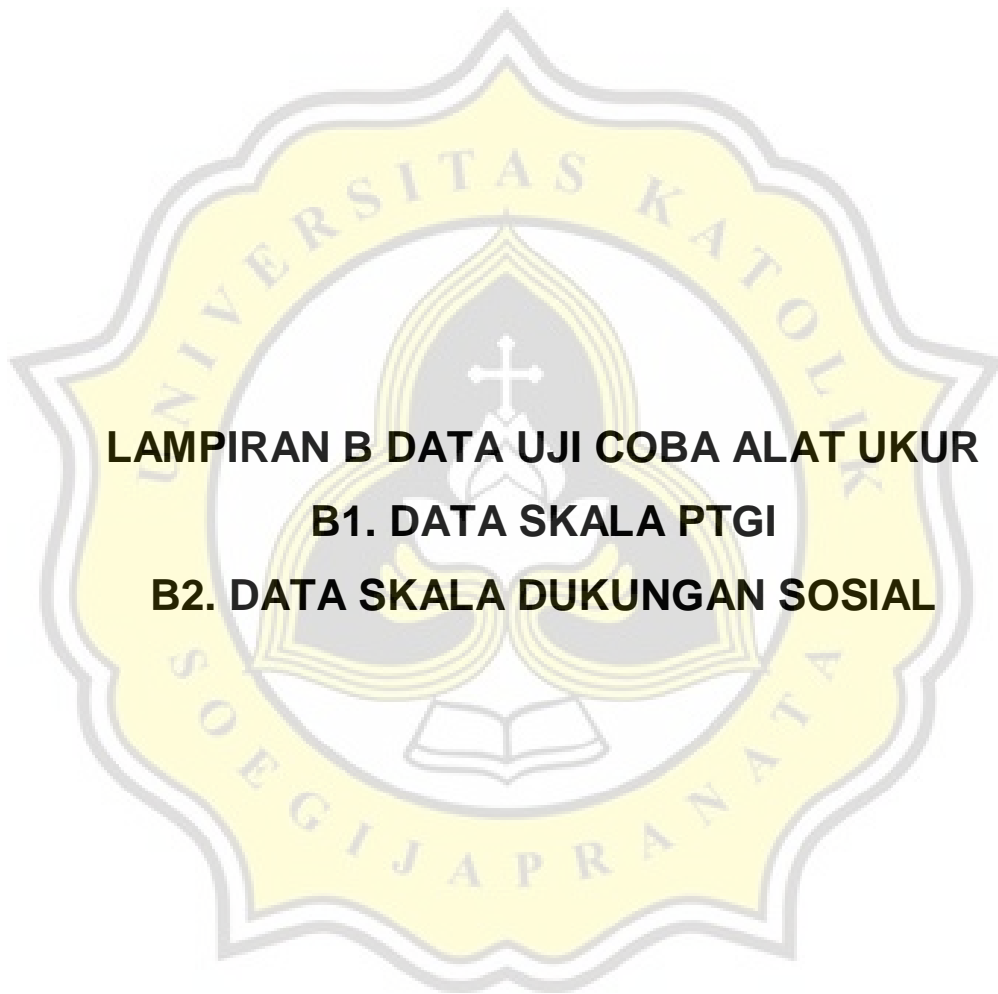 UNIVERSITAS KATOLIK
LAMPIRAN B DATA UJI COBA ALAT UKUR
B1. DATA SKALA PTGI
B2. DATA SKALA DUKUNGAN SOSIAL
SOEGIJAPRANATA